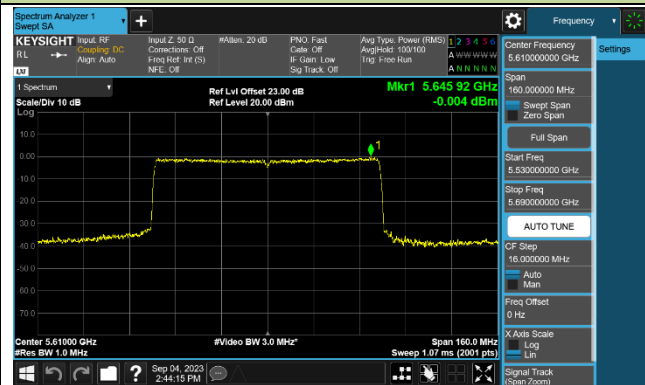 Spectrum Analyzer 1
Swept SA
Frequency
KEYSIGHT
RL
LXI
Input: RF
Coupling: DC
Align: Auto
Input Z: 50 Ω
Corrections: Off
Freq Ref: Int (S)
NFE: Off
#Atten: 20 dB
PNO: Fast
Gate: Off
IF Gain: Low
Sig Track: Off
Avg Type: Power (RMS)
Avg|Hold: 100/100
Trig: Free Run
1 2 3 4 5 6
A W W W W W
A N N N N N
1 Spectrum
Scale/Div 10 dB
Log
Ref Lvl Offset 23.00 dB
Ref Level 20.00 dBm
Mkr1 5.645 92 GHz
-0.004 dBm
1
10.0
0.00
-10.0
-20.0
-30.0
-40.0
-50.0
-60.0
-70.0
Center 5.61000 GHz
#Res BW 1.0 MHz
#Video BW 3.0 MHz*
Span 160.0 MHz
Sweep 1.07 ms (2001 pts)
Sep 04, 2023
2:44:15 PM
Settings
Center Frequency
5.610000000 GHz
Span
160.000000 MHz
Swept Span
Zero Span
Full Span
Start Freq
5.530000000 GHz
Stop Freq
5.690000000 GHz
AUTO TUNE
CF Step
16.000000 MHz
Auto
Man
Freq Offset
0 Hz
X Axis Scale
Log
Lin
Signal Track
(Span Zoom)